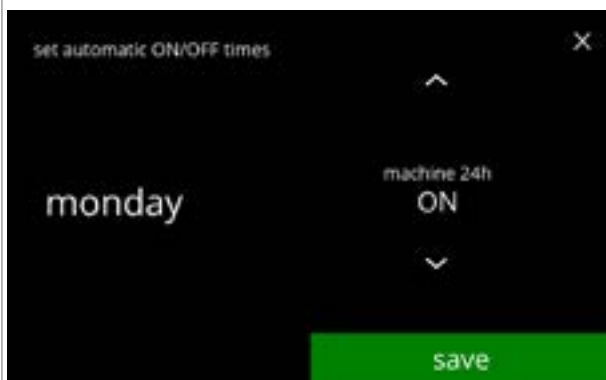 set automatic ON/OFF times
monday
machine 24h
ON
save